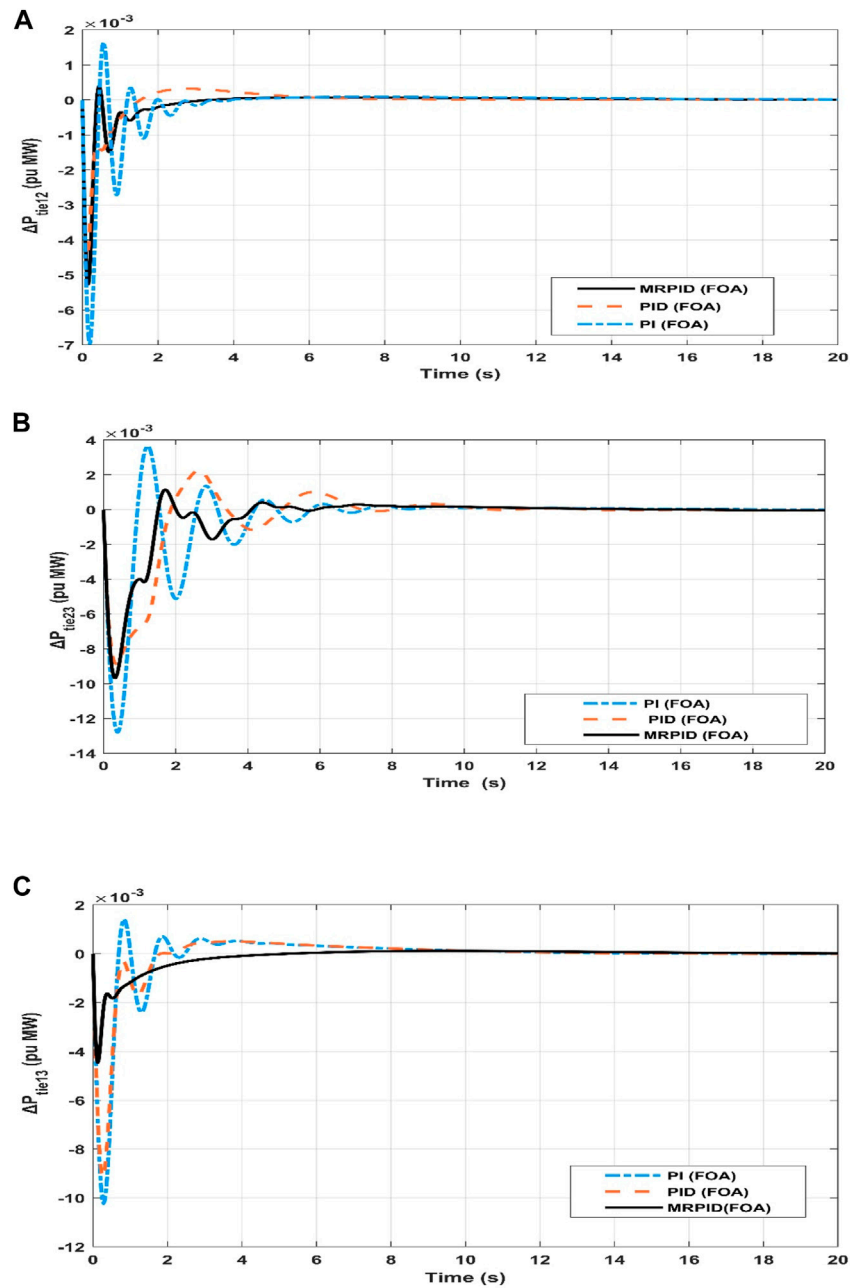 A
×10⁻³
2
1
0
-1
-2
-3
-4
-5
-6
-7
ΔP_tie12 (pu MW)
MRPID (FOA)
PID (FOA)
PI (FOA)
0 2 4 6 8 10 12 14 16 18 20
Time (s)
B
×10⁻³
4
2
0
-2
-4
-6
-8
-10
-12
-14
ΔP_tie23 (pu MW)
PI (FOA)
PID (FOA)
MRPID (FOA)
0 2 4 6 8 10 12 14 16 18 20
Time (s)
C
×10⁻³
2
0
-2
-4
-6
-8
-10
-12
ΔP_tie13 (pu MW)
PI (FOA)
PID (FOA)
MRPID(FOA)
0 2 4 6 8 10 12 14 16 18 20
Time (s)